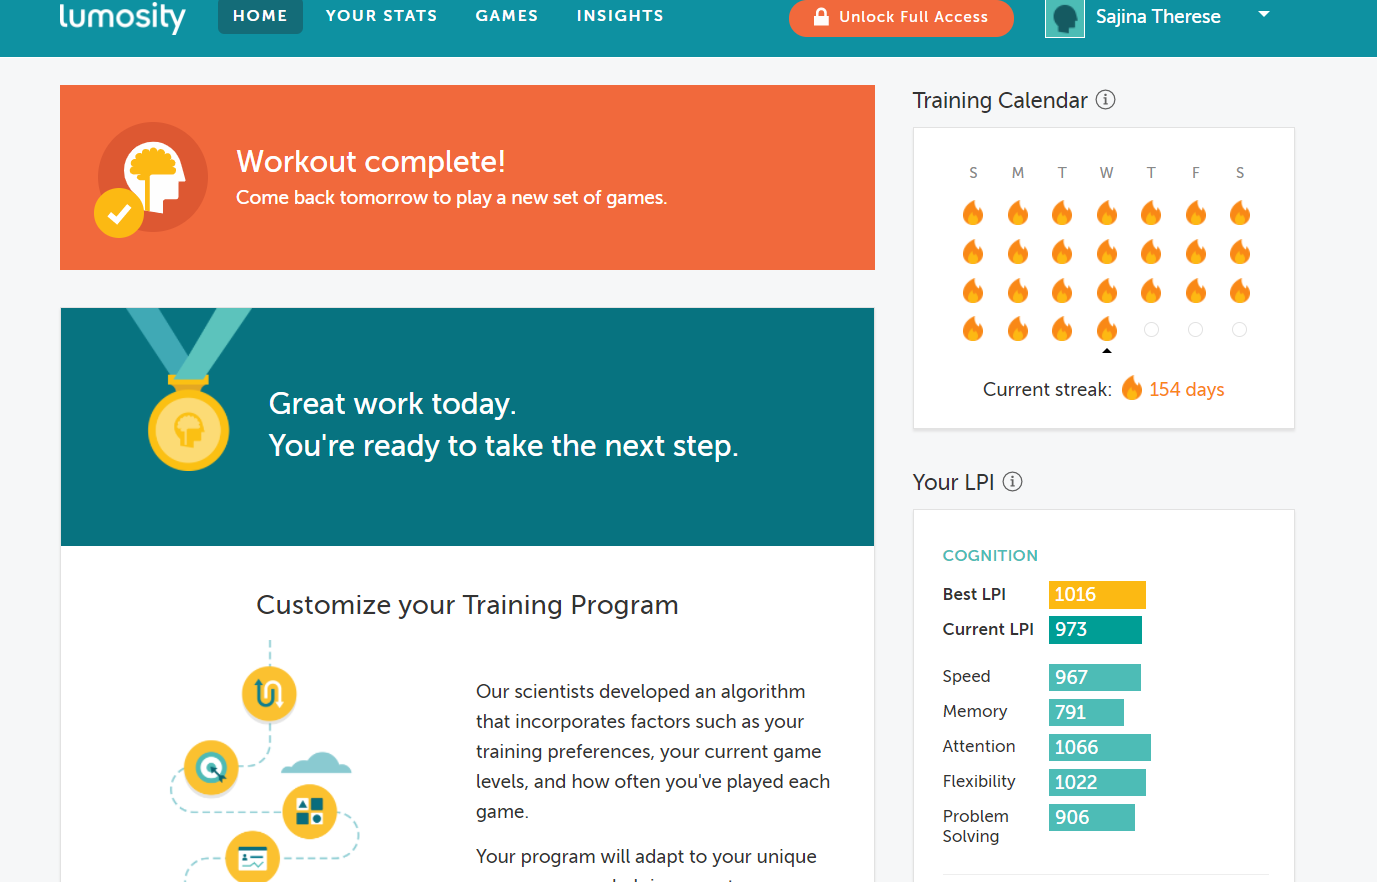 lumosity
HOME
YOUR STATS
GAMES
INSIGHTS
Unlock Full Access
Sajina Therese
Workout complete!
Come back tomorrow to play a new set of games.
Great work today.
You're ready to take the next step.
Customize your Training Program
Our scientists developed an algorithm
that incorporates factors such as your
training preferences, your current game
levels, and how often you've played each
game.
Your program will adapt to your unique
Training Calendar
S M T W T F S
Current streak: 154 days
Your LPI
COGNITION
Best LPI 1016
Current LPI 973
Speed 967
Memory 791
Attention 1066
Flexibility 1022
Problem Solving 906